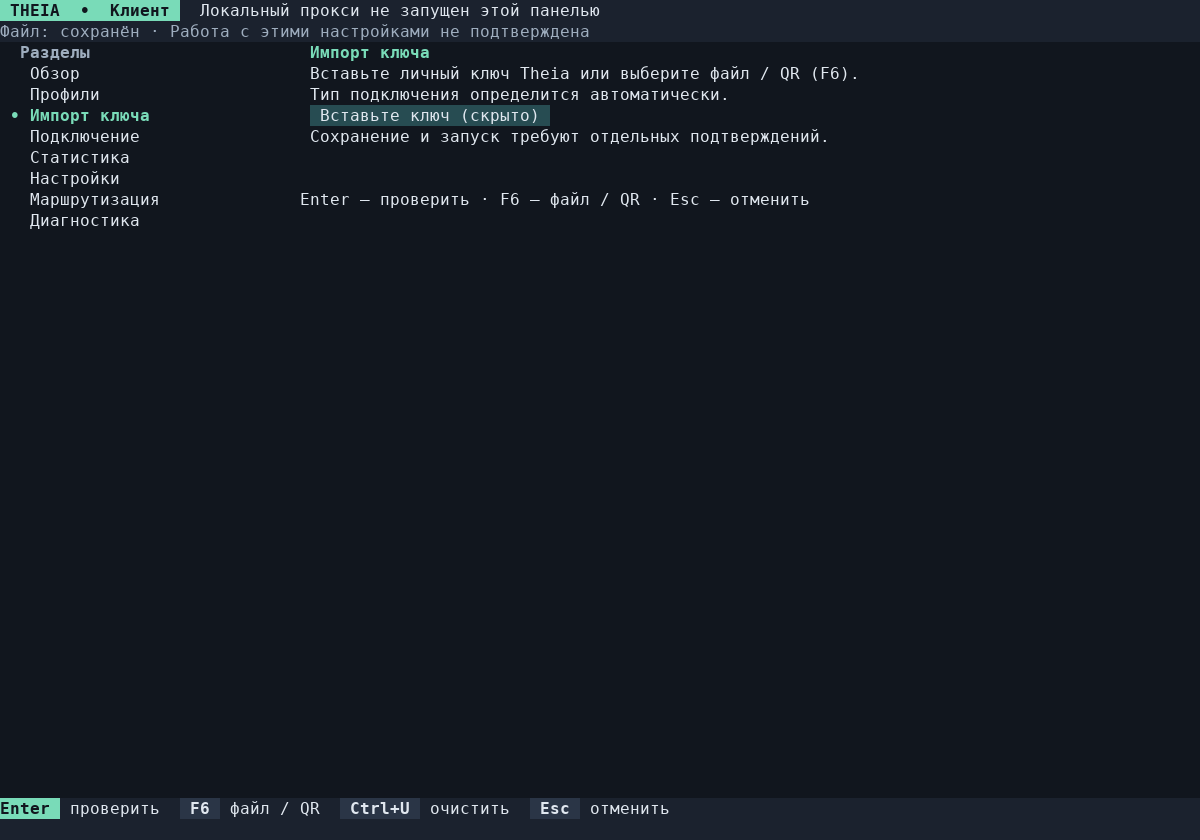 THEIA • Клиент Локальный прокси не запущен этой панелью
Файл: сохранён · Работа с этими настройками не подтверждена
Разделы
Обзор
Профили
• Импорт ключа
Подключение
Статистика
Настройки
Маршрутизация
Диагностика
Импорт ключа
Вставьте личный ключ Theia или выберите файл / QR (F6).
Тип подключения определится автоматически.
Вставьте ключ (скрыто)
Сохранение и запуск требуют отдельных подтверждений.
Enter — проверить · F6 — файл / QR · Esc — отменить
Enter проверить F6 файл / QR Ctrl+U очистить Esc отменить